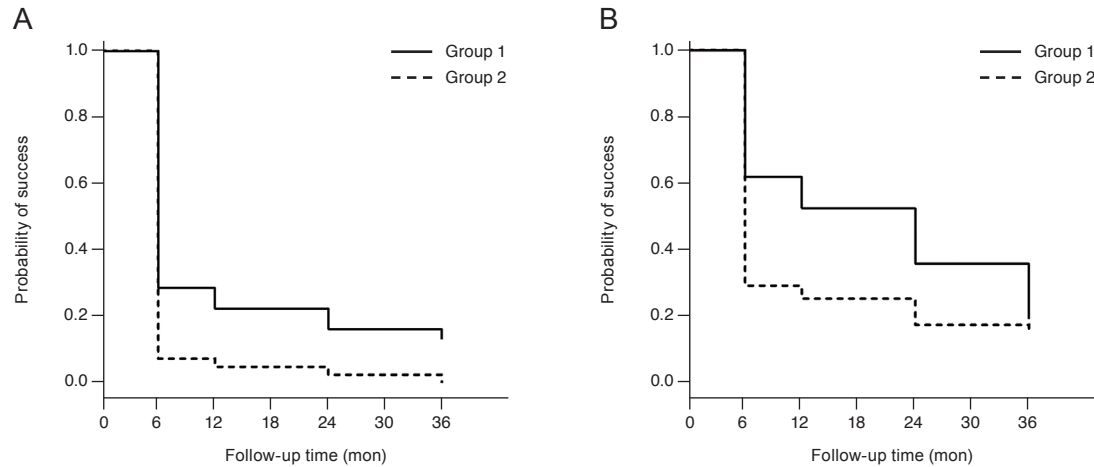 A
Probability of success
1.0
0.8
0.6
0.4
0.2
0.0
Group 1
Group 2
0 6 12 18 24 30 36
Follow-up time (mon)
B
Probability of success
1.0
0.8
0.6
0.4
0.2
0.0
Group 1
Group 2
0 6 12 18 24 30 36
Follow-up time (mon)